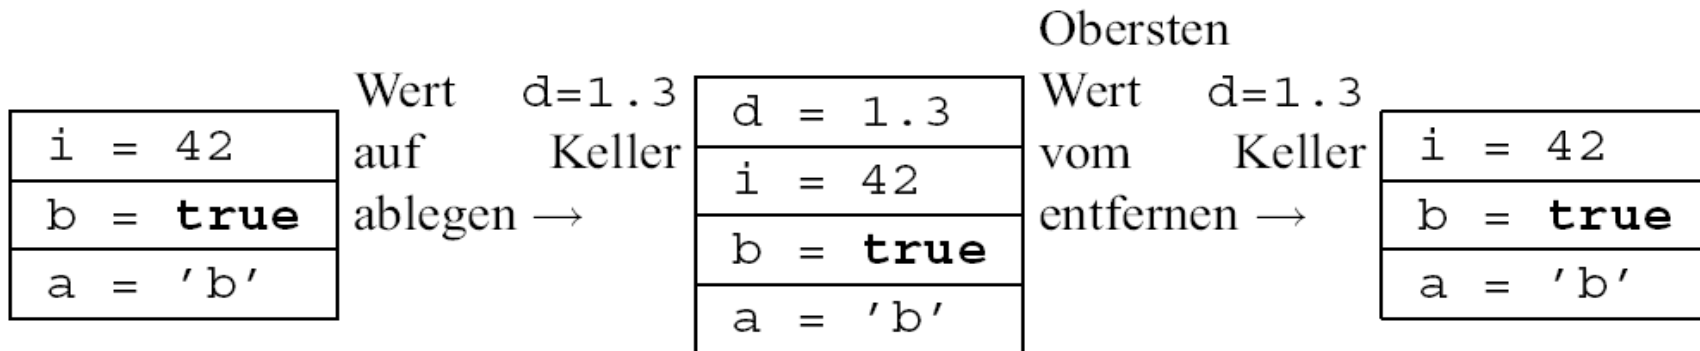 i = 42
b = true
a = 'b'
Wert d=1.3
auf Keller
ablegen →
d = 1.3
i = 42
b = true
a = 'b'
Obersten
Wert d=1.3
vom Keller
entfernen →
i = 42
b = true
a = 'b'